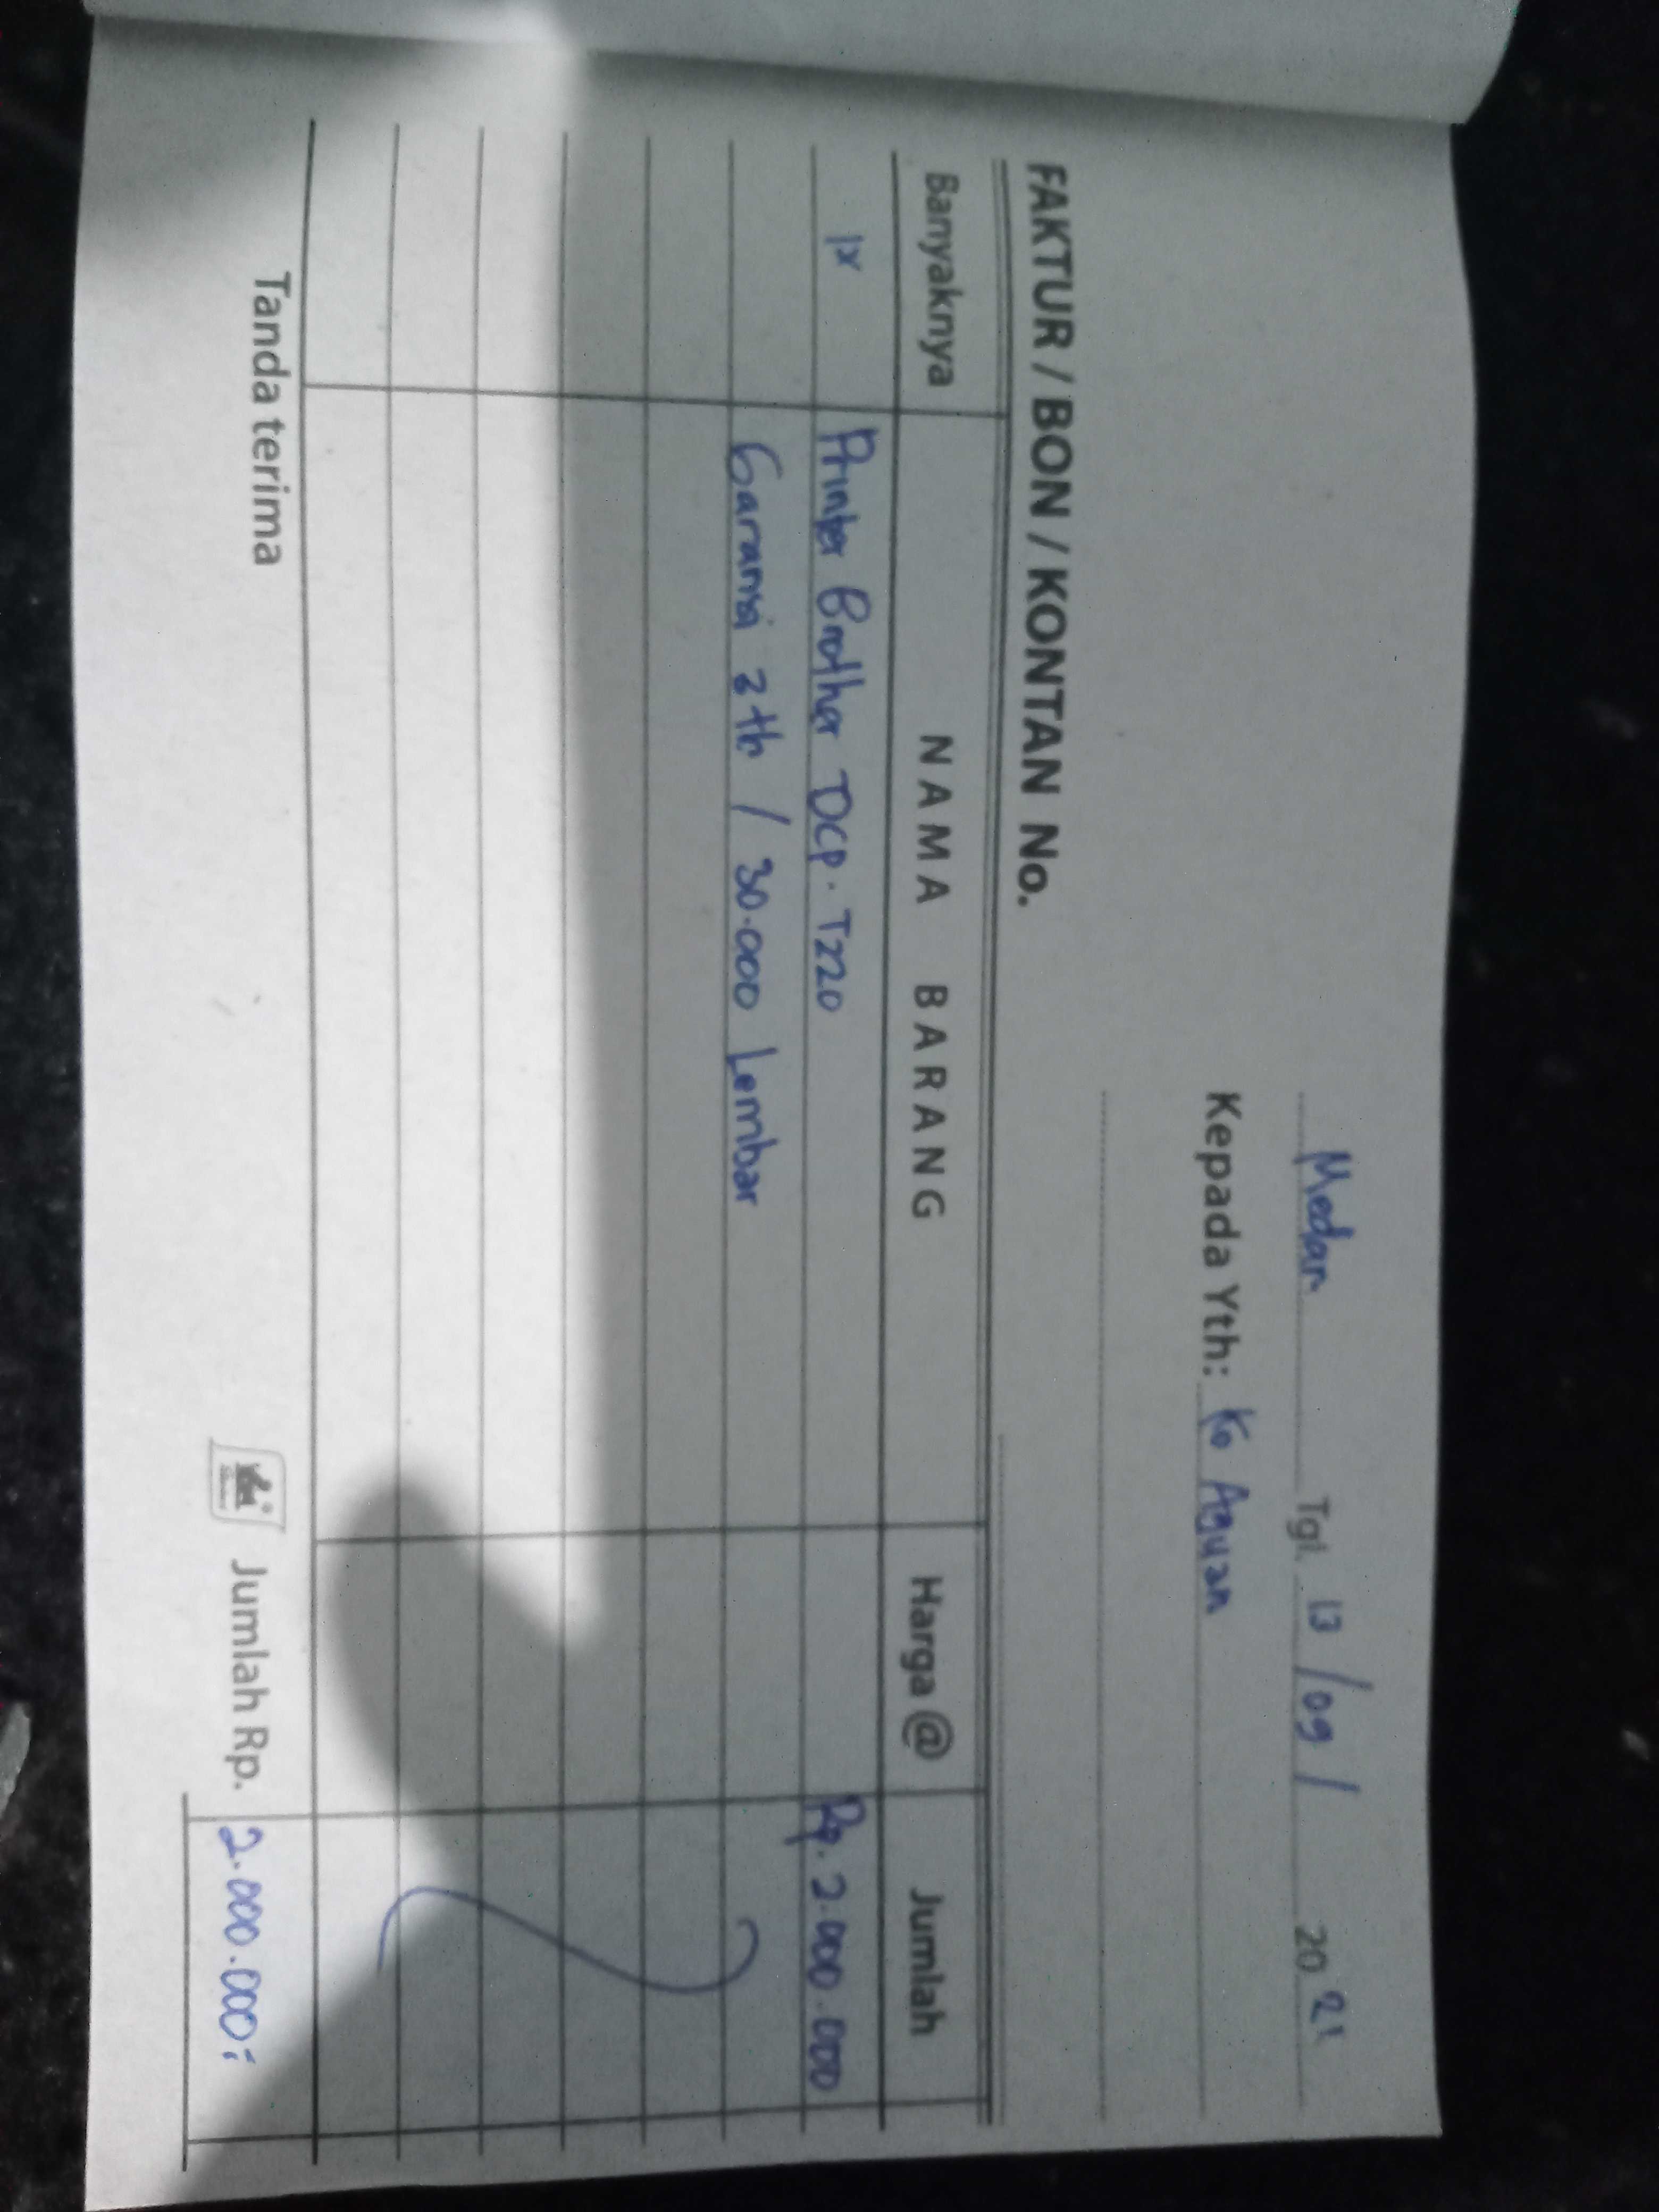 Medan Tgl. 13 / 09 / 20 21
Kepada Yth: Ko Aguan
FAKTUR / BON / KONTAN No.
Banyaknya NAMA BARANG Harga @ Jumlah
1x Printer Brother DCP. T220 Rp. 2.000.000
Garansi 2th / 30.000 Lembar
Tanda terima Jumlah Rp. 2.000.000;